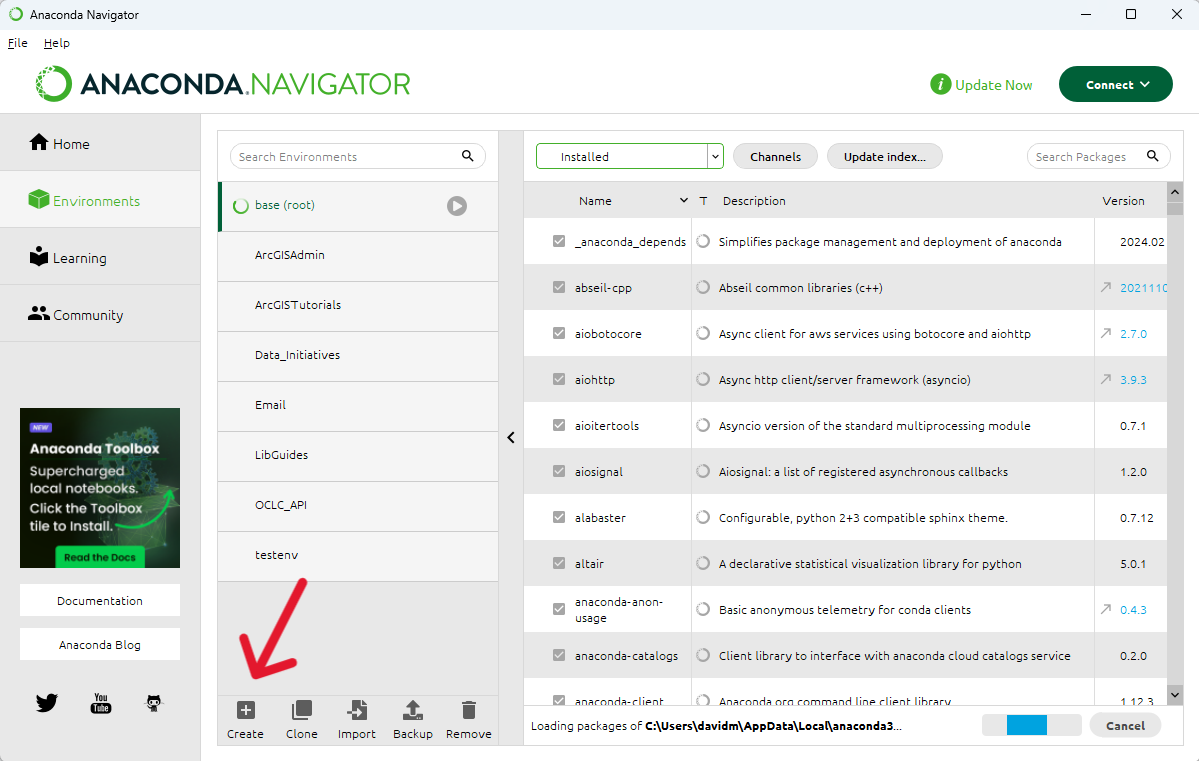 Anaconda Navigator
File Help
ANACONDA.NAVIGATOR
i Update Now
Connect
Home
Environments
Learning
Community
NEW
Anaconda Toolbox
Supercharged
local notebooks.
Click the Toolbox
tile to Install.
Read the Docs
Documentation
Anaconda Blog
You
Tube
Search Environments
base (root)
ArcGISAdmin
ArcGISTutorials
Data_Initiatives
Email
LibGuides
OCLC_API
testenv
Create Clone Import Backup Remove
Installed Channels Update index... Search Packages
Name T Description Version
_anaconda_depends Simplifies package management and deployment of anaconda 2024.02
abseil-cpp Abseil common libraries (c++) 2021110
aiobotocore Async client for aws services using botocore and aiohttp 2.7.0
aiohttp Async http client/server framework (asyncio) 3.9.3
aioitertools Asyncio version of the standard multiprocessing module 0.7.1
aiosignal Aiosignal: a list of registered asynchronous callbacks 1.2.0
alabaster Configurable, python 2+3 compatible sphinx theme. 0.7.12
altair A declarative statistical visualization library for python 5.0.1
anaconda-anon-
usage Basic anonymous telemetry for conda clients 0.4.3
anaconda-catalogs Client library to interface with anaconda cloud catalogs service 0.2.0
anaconda-client Anaconda.org command line client library 1.12.3
Loading packages of C:\Users\davidm\AppData\Local\anaconda3... Cancel